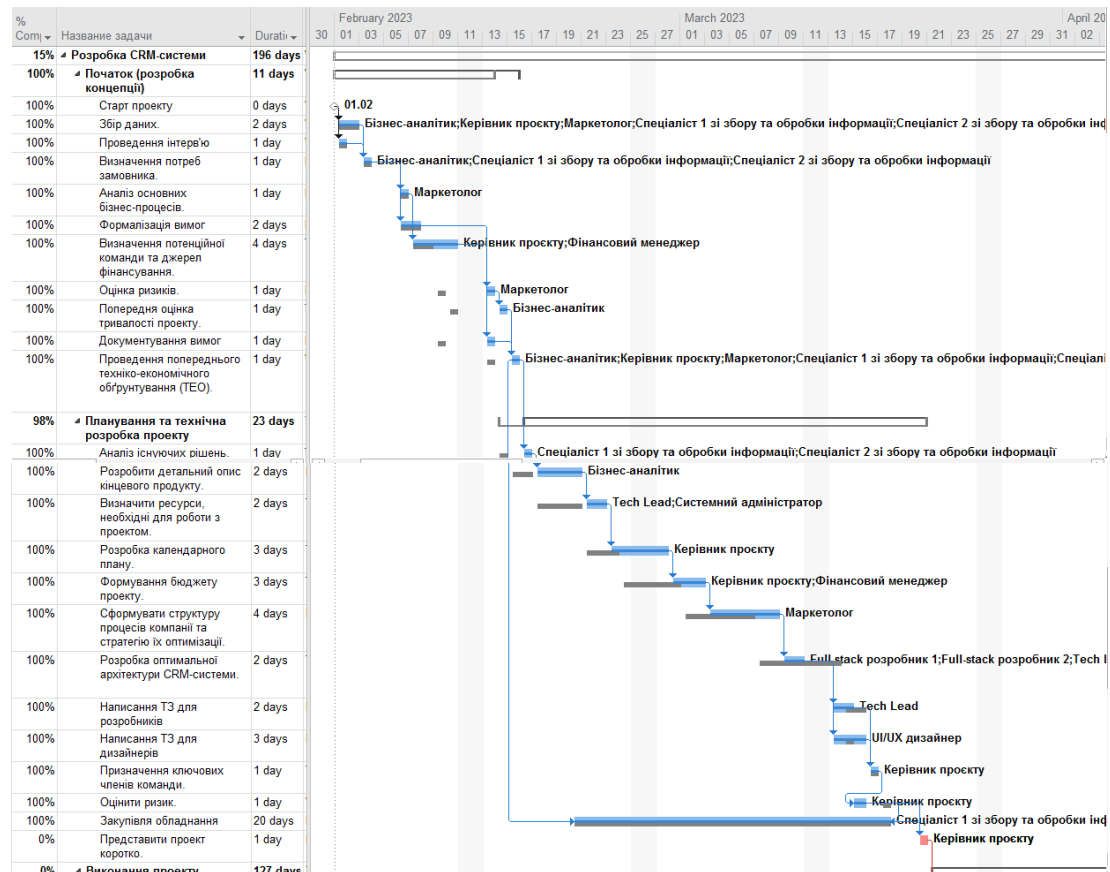 %
Comp
Название задачи
Durati
February 2023
March 2023
April 20
30 01 03 05 07 09 11 13 15 17 19 21 23 25 27 01 03 05 07 09 11 13 15 17 19 21 23 25 27 29 31 02
15% Розробка CRM-системи 196 days
100% Початок (розробка
концепції) 11 days
100% Старт проекту 0 days 01.02
100% Збір даних. 2 days Бізнес-аналітик;Керівник проєкту;Маркетолог;Спеціаліст 1 зі збору та обробки інформації;Спеціаліст 2 зі збору та обробки інф
100% Проведення інтерв'ю 1 day
100% Визначення потреб
замовника. 1 day Бізнес-аналітик;Спеціаліст 1 зі збору та обробки інформації;Спеціаліст 2 зі збору та обробки інформації
100% Аналіз основних
бізнес-процесів. 1 day Маркетолог
100% Формалізація вимог 2 days
100% Визначення потенційної
команди та джерел
фінансування. 4 days Керівник проєкту;Фінансовий менеджер
100% Оцінка ризиків. 1 day Маркетолог
100% Попередня оцінка
тривалості проекту. 1 day Бізнес-аналітик
100% Документування вимог 1 day
100% Проведення попереднього
техніко-економічного
обґрунтування (ТЕО). 1 day Бізнес-аналітик;Керівник проєкту;Маркетолог;Спеціаліст 1 зі збору та обробки інформації;Спеціал
98% Планування та технічна
розробка проекту 23 days
100% Аналіз існуючих рішень. 1 day Спеціаліст 1 зі збору та обробки інформації;Спеціаліст 2 зі збору та обробки інформації
100% Розробити детальний опис
кінцевого продукту. 2 days Бізнес-аналітик
100% Визначити ресурси,
необхідні для роботи з
проектом. 2 days Tech Lead;Системний адміністратор
100% Розробка календарного
плану. 3 days Керівник проєкту
100% Формування бюджету
проекту. 3 days Керівник проєкту;Фінансовий менеджер
100% Сформувати структуру
процесів компанії та
стратегію їх оптимізації. 4 days Маркетолог
100% Розробка оптимальної
архітектури CRM-системи. 2 days Full-stack розробник 1;Full-stack розробник 2;Tech l
100% Написання ТЗ для
розробників 2 days Tech Lead
100% Написання ТЗ для
дизайнерів 3 days UI/UX дизайнер
100% Призначення ключових
членів команди. 1 day Керівник проєкту
100% Оцінити ризик. 1 day Керівник проєкту
100% Закупівля обладнання 20 days Спеціаліст 1 зі збору та обробки інф
0% Представити проект
коротко. 1 day Керівник проєкту
0% Виконання проекту 127 days